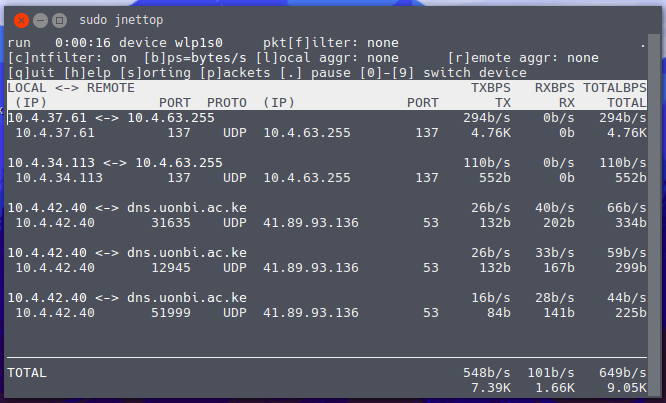 sudo jnettop
run   0:00:16 device wlp1s0     pkt[f]ilter: none                              .
[c]ntfilter: on  [b]ps=bytes/s [l]ocal aggr: none       [r]emote aggr: none
[q]uit [h]elp [s]orting [p]ackets [.] pause [0]-[9] switch device
LOCAL <-> REMOTE                                          TXBPS   RXBPS TOTALBPS
 (IP)              PORT  PROTO  (IP)              PORT       TX      RX    TOTAL
10.4.37.61 <-> 10.4.63.255                               294b/s    0b/s   294b/s
 10.4.37.61         137    UDP  10.4.63.255        137    4.76K      0b    4.76K
10.4.34.113 <-> 10.4.63.255                              110b/s    0b/s   110b/s
 10.4.34.113        137    UDP  10.4.63.255        137     552b      0b     552b
10.4.42.40 <-> dns.uonbi.ac.ke                            26b/s   40b/s    66b/s
 10.4.42.40       31635    UDP  41.89.93.136        53     132b    202b     334b
10.4.42.40 <-> dns.uonbi.ac.ke                            26b/s   33b/s    59b/s
 10.4.42.40       12945    UDP  41.89.93.136        53     132b    167b     299b
10.4.42.40 <-> dns.uonbi.ac.ke                            16b/s   28b/s    44b/s
 10.4.42.40       51999    UDP  41.89.93.136        53      84b    141b     225b
TOTAL                                                    548b/s  101b/s   649b/s
                                                          7.39K   1.66K    9.05K